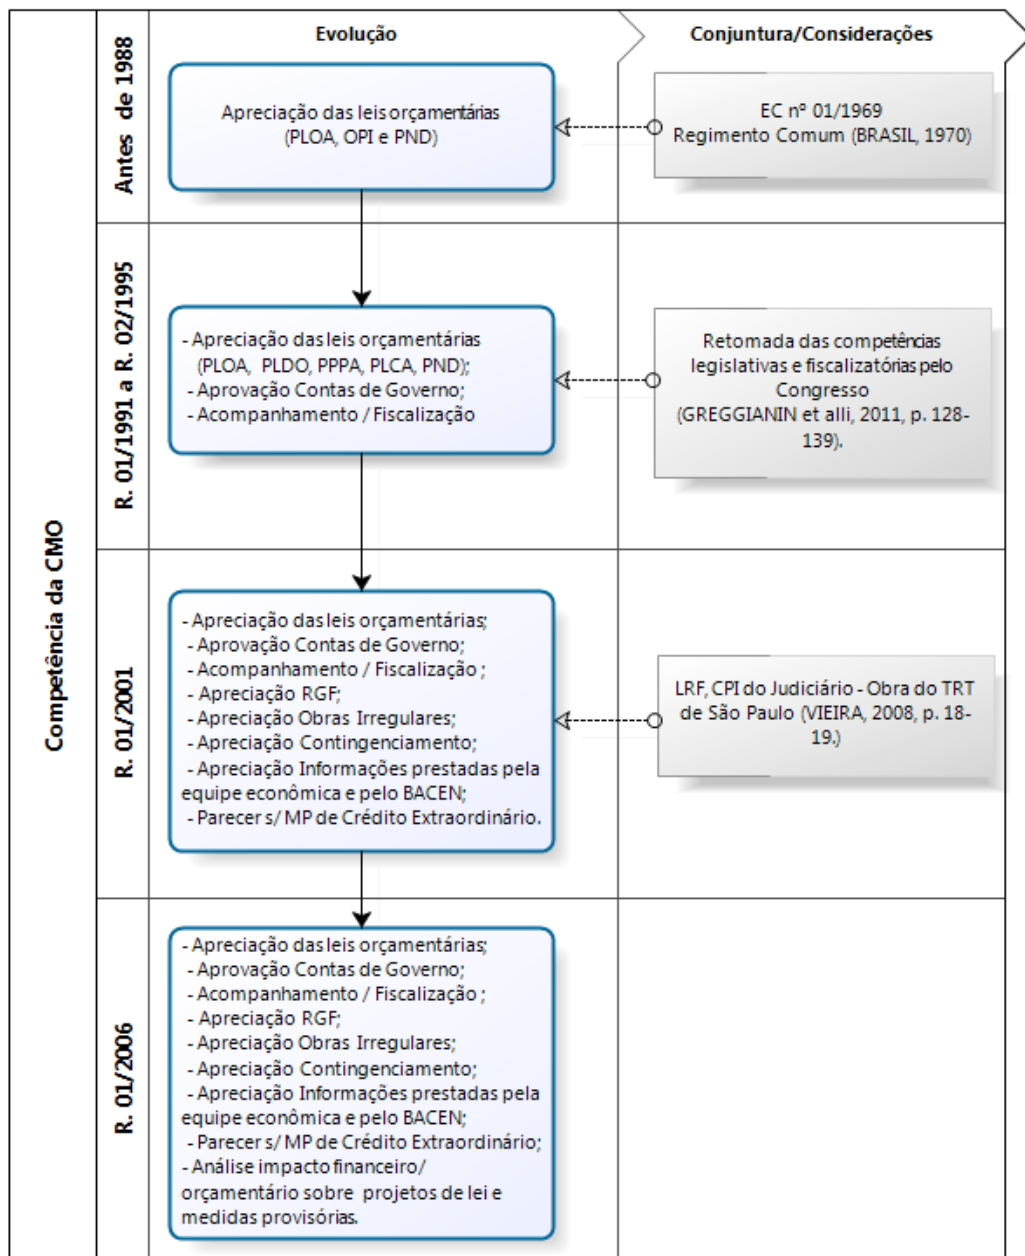 Evolução
Conjuntura/Considerações
Competência da CMO
Antes de 1988
Apreciação das leis orçamentárias
(PLOA, OPI e PND)
EC nº 01/1969
Regimento Comum (BRASIL, 1970)
R. 01/1991 a R. 02/1995
- Apreciação das leis orçamentárias
(PLOA, PLDO, PPPA, PLCA, PND);
- Aprovação Contas de Governo;
- Acompanhamento / Fiscalização
Retomada das competências
legislativas e fiscalizatórias pelo
Congresso
(GREGGIANIN et alli, 2011, p. 128-
139).
R. 01/2001
- Apreciação das leis orçamentárias;
- Aprovação Contas de Governo;
- Acompanhamento / Fiscalização ;
- Apreciação RGF;
- Apreciação Obras Irregulares;
- Apreciação Contingenciamento;
- Apreciação Informações prestadas pela
equipe econômica e pelo BACEN;
- Parecer s/ MP de Crédito Extraordinário.
LRF, CPI do Judiciário - Obra do TRT
de São Paulo (VIEIRA, 2008, p. 18-
19.)
R. 01/2006
- Apreciação das leis orçamentárias;
- Aprovação Contas de Governo;
- Acompanhamento / Fiscalização ;
- Apreciação RGF;
- Apreciação Obras Irregulares;
- Apreciação Contingenciamento;
- Apreciação Informações prestadas pela
equipe econômica e pelo BACEN;
- Parecer s/ MP de Crédito Extraordinário;
- Análise impacto financeiro/
orçamentário sobre projetos de lei e
medidas provisórias.